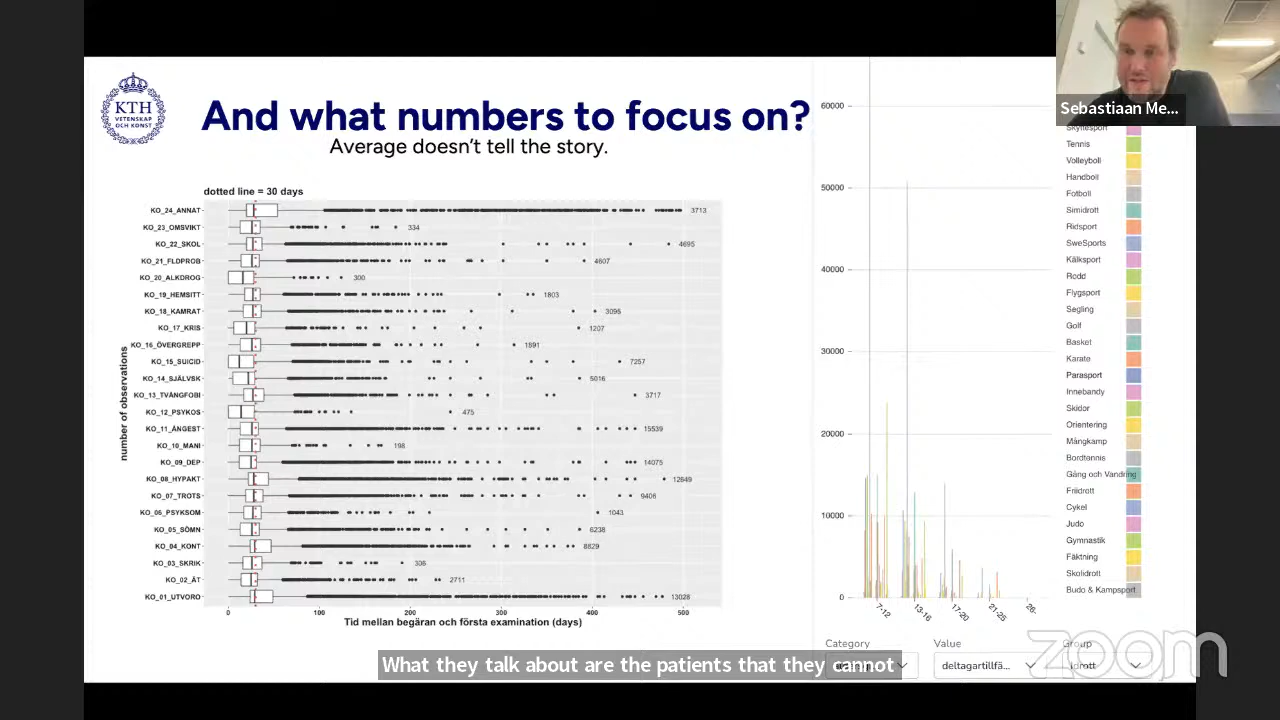 KTH
VETENSKAP
OCH KONST
And what numbers to focus on?
Average doesn't tell the story.
dotted line = 30 days
number of observations
KO_24_ANNAT 3713
KO_23_OMSVIKT 334
KO_22_SKOL 4695
KO_21_FLDPROB 4807
KO_20_ALKDROG 300
KO_19_HEMSITT 1803
KO_18_KAMRAT 3095
KO_17_KRIS 1207
KO_16_ÖVERGREPP 1891
KO_15_SUICID 7257
KO_14_SJÄLVSK 5016
KO_13_TVÅNGFOBI 3717
KO_12_PSYKOS 475
KO_11_ÅNGEST 15539
KO_10_MANI 198
KO_09_DEP 14075
KO_08_HYPAKT 12649
KO_07_TROTS 9406
KO_06_PSYKSOM 1043
KO_05_SÖMN 6238
KO_04_KONT 8829
KO_03_SKRIK 306
KO_02_ÄT 2711
KO_01_UTVORO 13028
0 100 200 300 400 500
Tid mellan begäran och första examination (days)
60000
50000
40000
30000
20000
10000
0
7-12 13-16 17-20 21-25 26-
Sebastiaan Me...
Skyttesport
Tennis
Volleyboll
Handboll
Fotboll
Simidrott
Ridsport
SweSports
Kälksport
Rodd
Flygsport
Segling
Golf
Basket
Karate
Parasport
Innebandy
Skidor
Orientering
Mångkamp
Bordtennis
Gång och Vandring
Friidrott
Cykel
Judo
Gymnastik
Fäktning
Skolidrott
Budo & Kampsport
Category Value Group
deltagartillfä... Idrott
zoom
What they talk about are the patients that they cannot